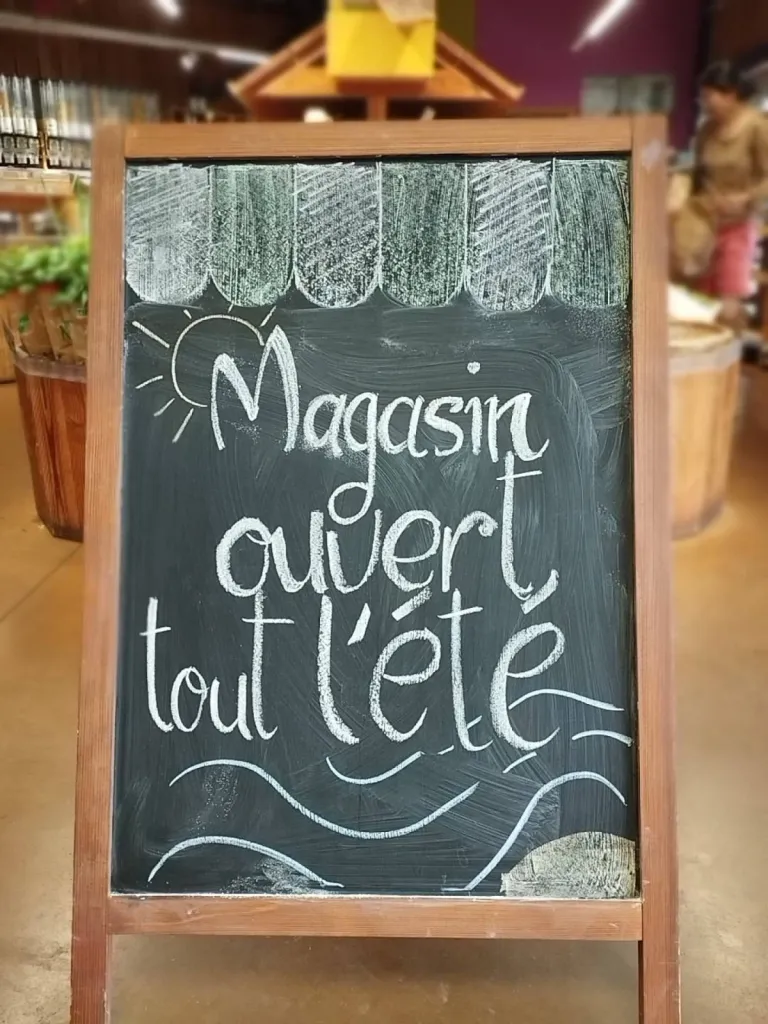 Magasin
ouvert
tout l'été